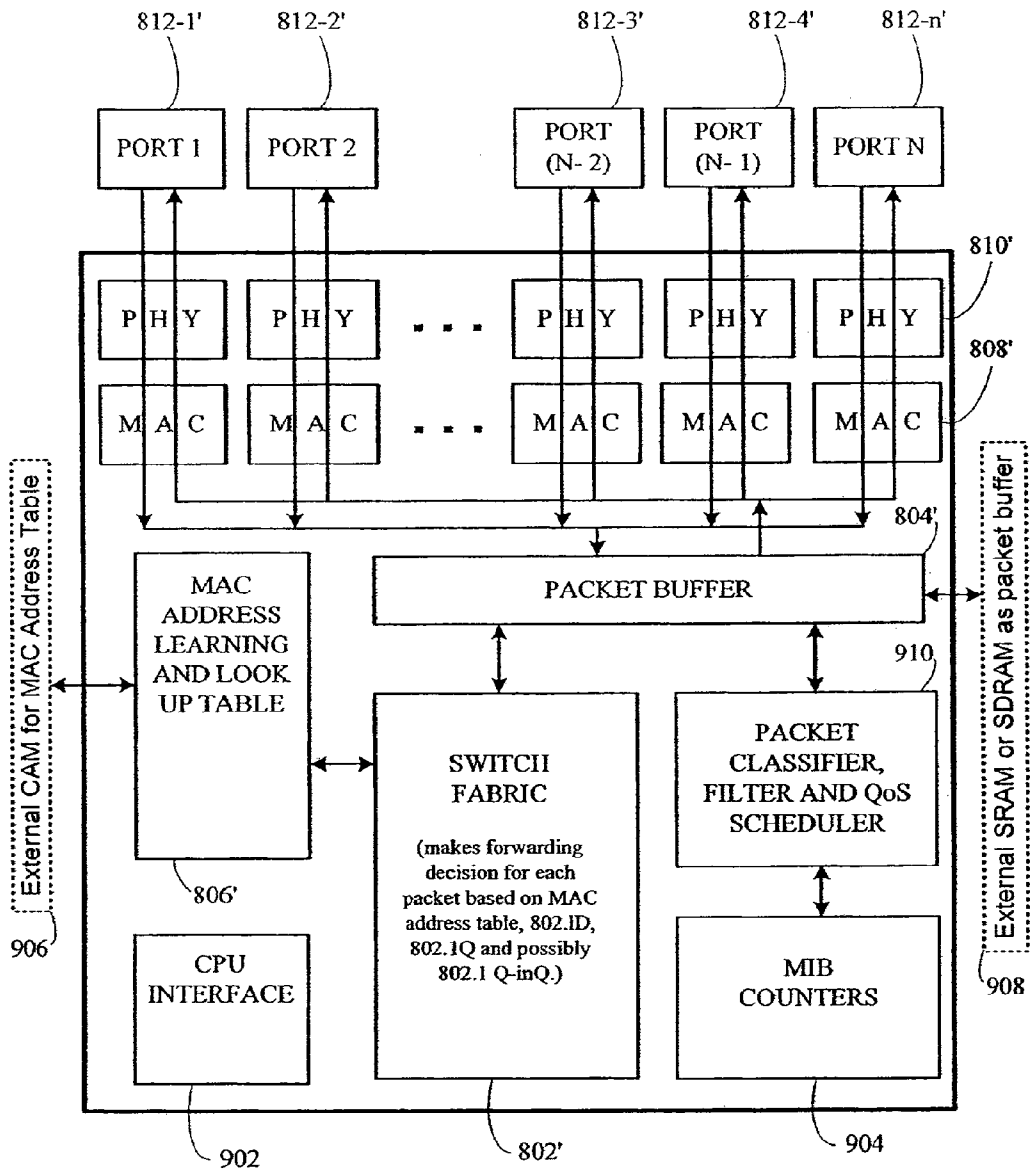 812-1'
812-2'
812-3'
812-4'
812-n'
PORT 1
PORT 2
PORT
(N- 2)
PORT
(N- 1)
PORT N
810'
P H Y
P H Y
P H Y
P H Y
P H Y
808'
M A C
M A C
M A C
M A C
M A C
804'
PACKET BUFFER
External CAM for MAC Address Table
906
MAC
ADDRESS
LEARNING
AND LOOK
UP TABLE
806'
External SRAM or SDRAM as packet buffer
908
910
SWITCH
FABRIC
(makes forwarding
decision for each
packet based on MAC
address table, 802.1D,
802.1Q and possibly
802.1 Q-inQ.)
PACKET
CLASSIFIER,
FILTER AND QoS
SCHEDULER
CPU
INTERFACE
MIB
COUNTERS
902
802'
904